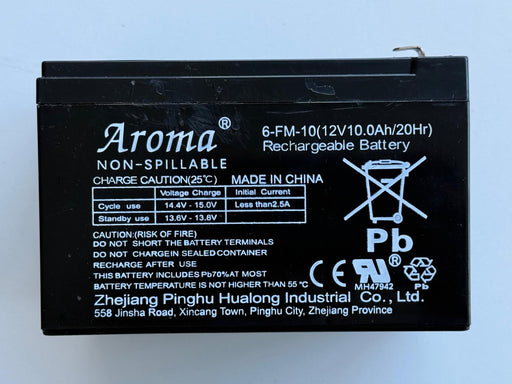 Aroma®
NON-SPILLABLE
6-FM-10(12V10.0Ah/20Hr)
Rechargeable Battery
CHARGE CAUTION(25℃)
MADE IN CHINA
Voltage Charge Initial Current
Cycle use 14.4V - 15.0V Less than2.5A
Standby use 13.6V - 13.8V
CAUTION:(RISK OF FIRE)
DO NOT SHORT THE BATTERY TERMINALS
DO NOT CHARGE IN SEALED CONTAINER
RECHARGE AFTER USE
THIS BATTERY INCLUDES Pb70%AT MOST
BATTERY TEMPERATURE IS NOT HIGHER THAN 55 ℃
Pb
CE
RU®
MH47942
Pb
Zhejiang Pinghu Hualong Industrial Co., Ltd.
558 Jinsha Road, Xincang Town, Pinghu City, Zhejiang Province